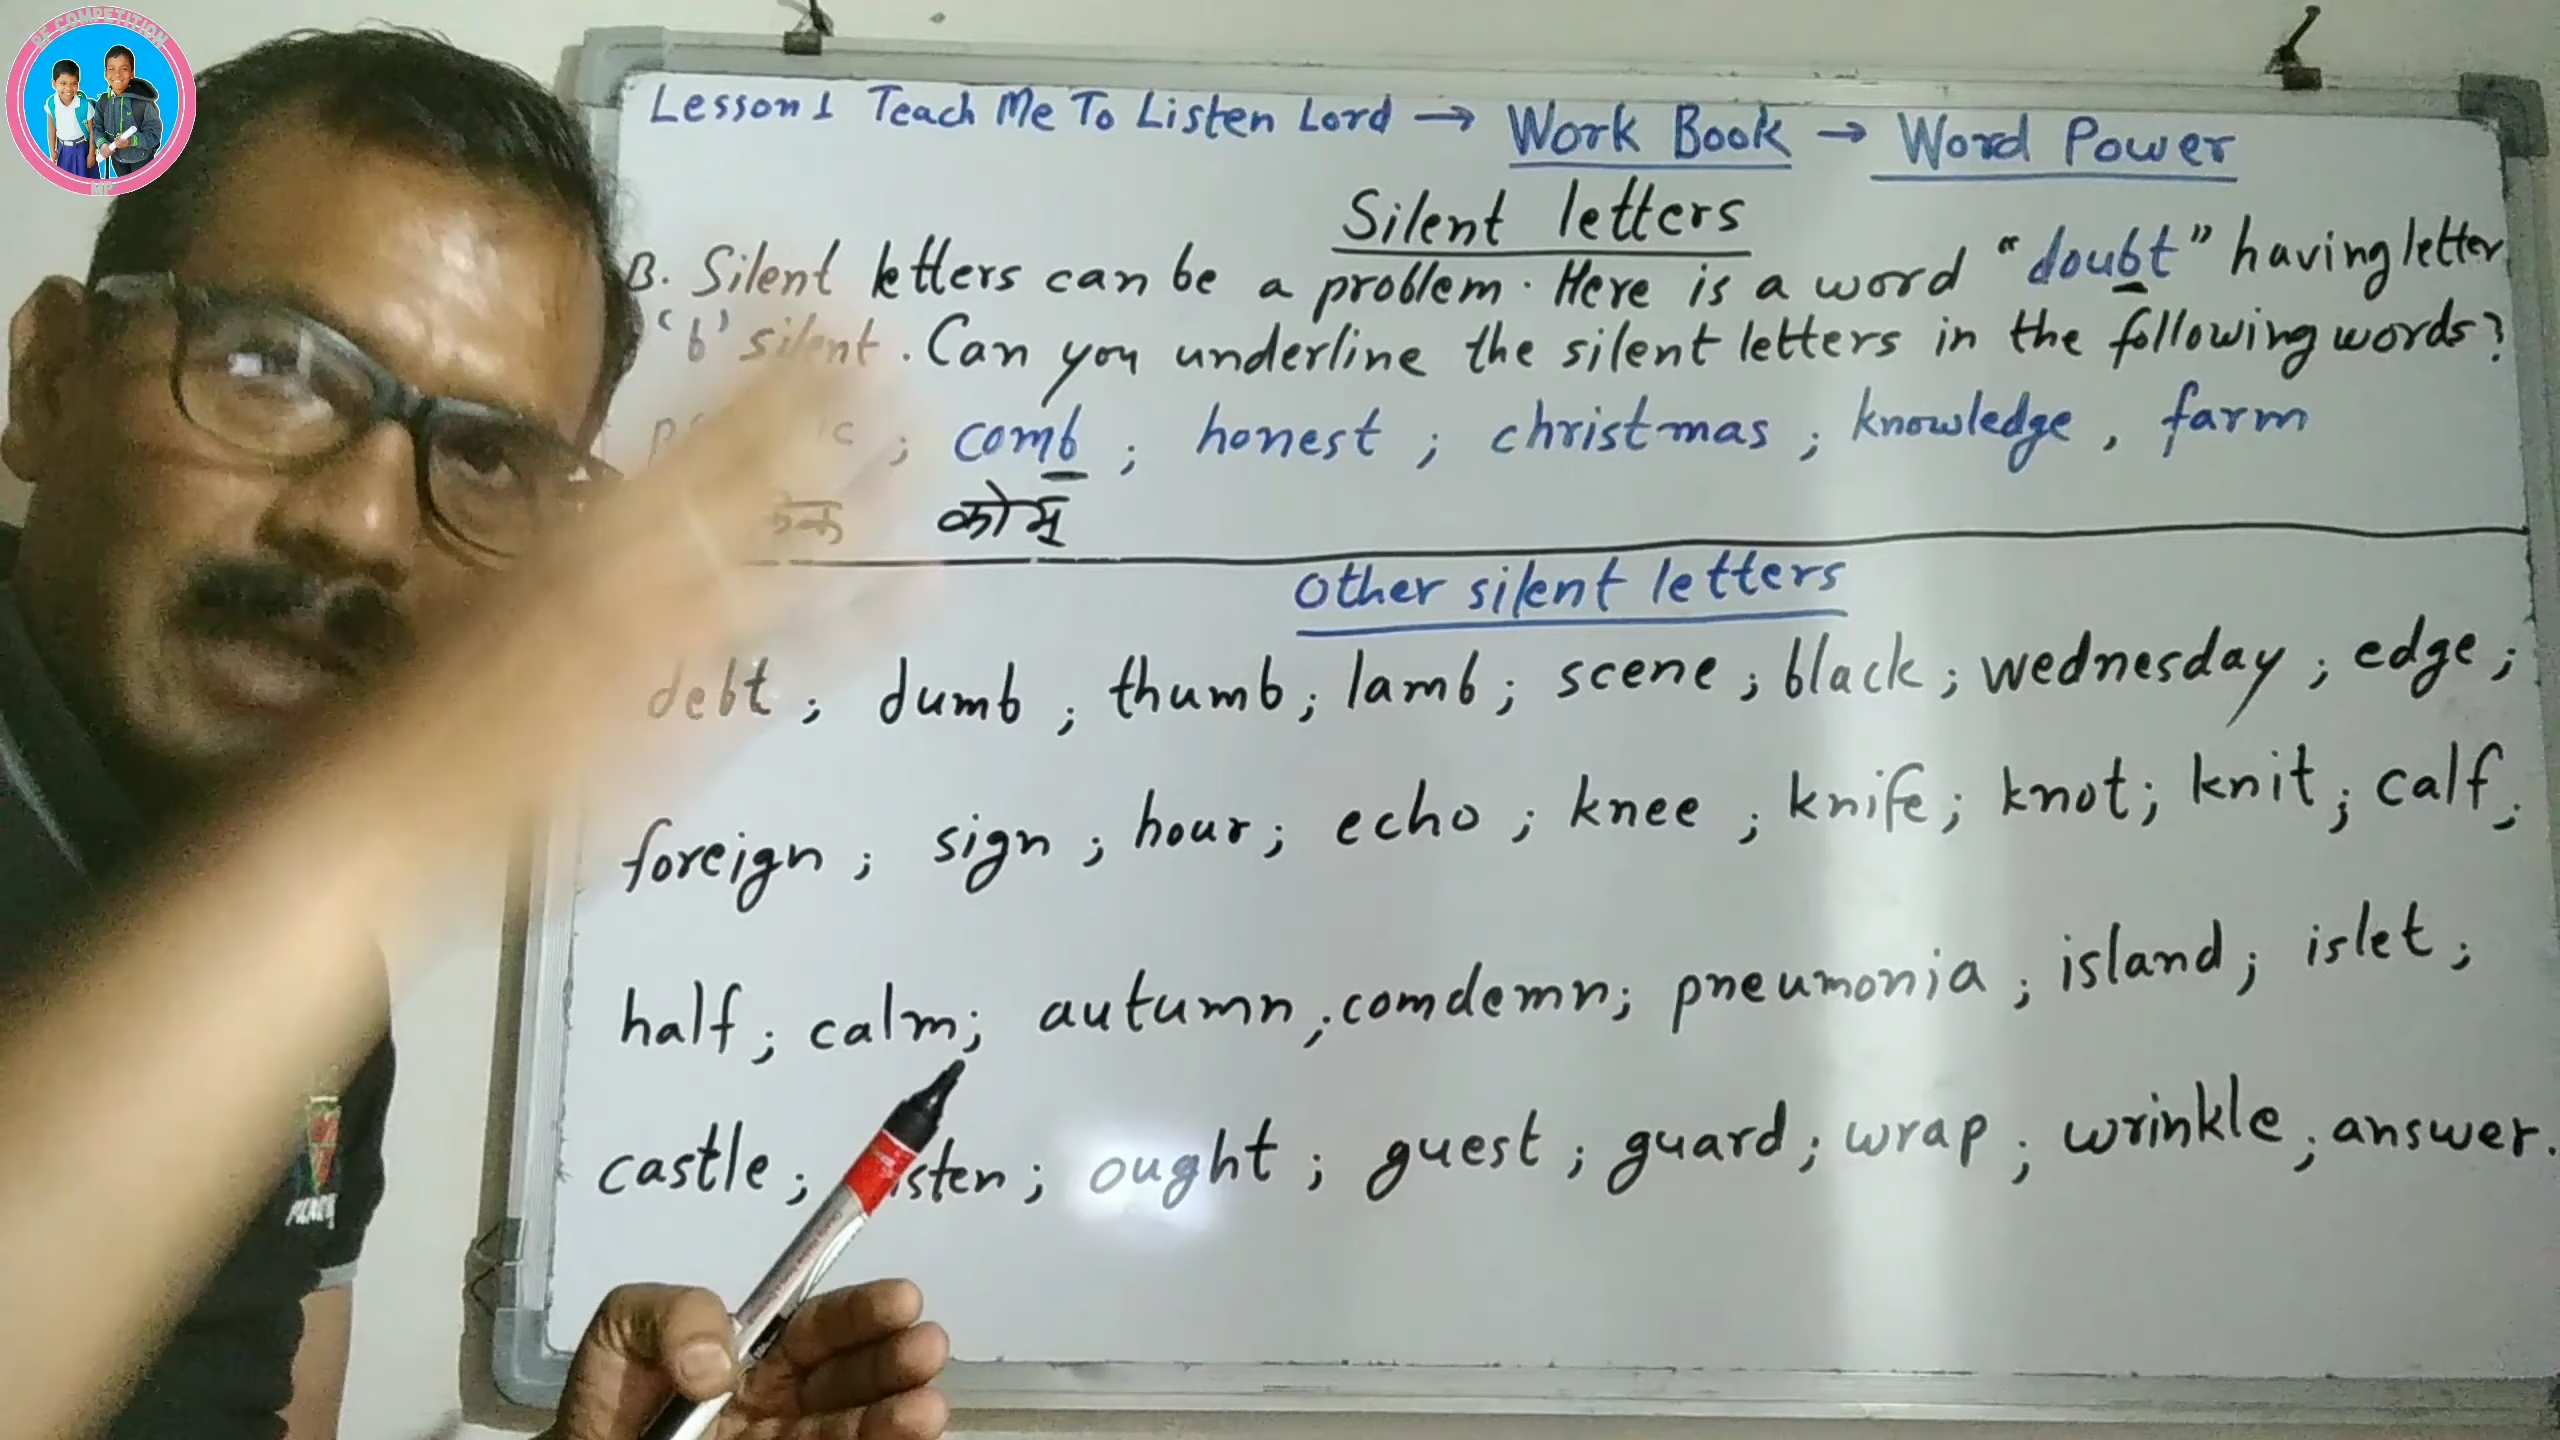 BF COMPETITION
MP
Lesson 1 Teach Me To Listen Lord → Work Book → Word Power
Silent letters
B. Silent letters can be a problem. Here is a word "doubt" having letter
'b' silent. Can you underline the silent letters in the following words?
; comb ; honest ; christmas ; knowledge , farm
कोम्
Other silent letters
debt ; dumb ; thumb ; lamb ; scene ; black ; wednesday ; edge ;
foreign ; sign ; hour ; echo ; knee ; knife ; knot ; knit ; calf ;
half ; calm ; autumn ; comdemn ; pneumonia ; island ; islet ;
castle ; ; ought ; guest ; guard ; wrap ; wrinkle ; answer.